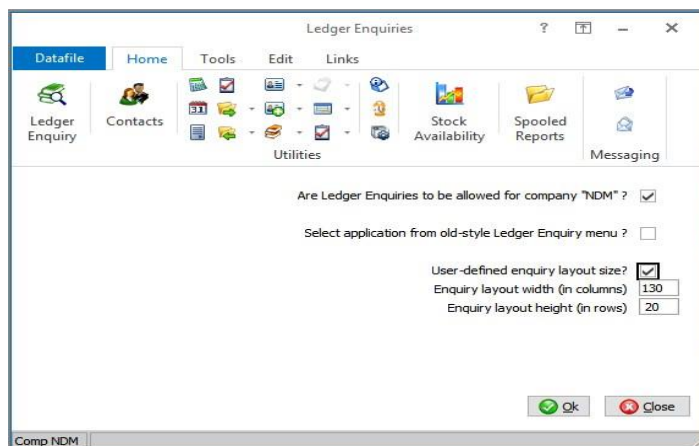 Ledger Enquiries
Datafile Home Tools Edit Links
Ledger Enquiry
Contacts
31
Utilities
Stock Availability
Spooled Reports
Messaging
Are Ledger Enquiries to be allowed for company "NDM" ?
Select application from old-style Ledger Enquiry menu ?
User-defined enquiry layout size?
Enquiry layout width (in columns) 130
Enquiry layout height (in rows) 20
Ok Close
Comp NDM